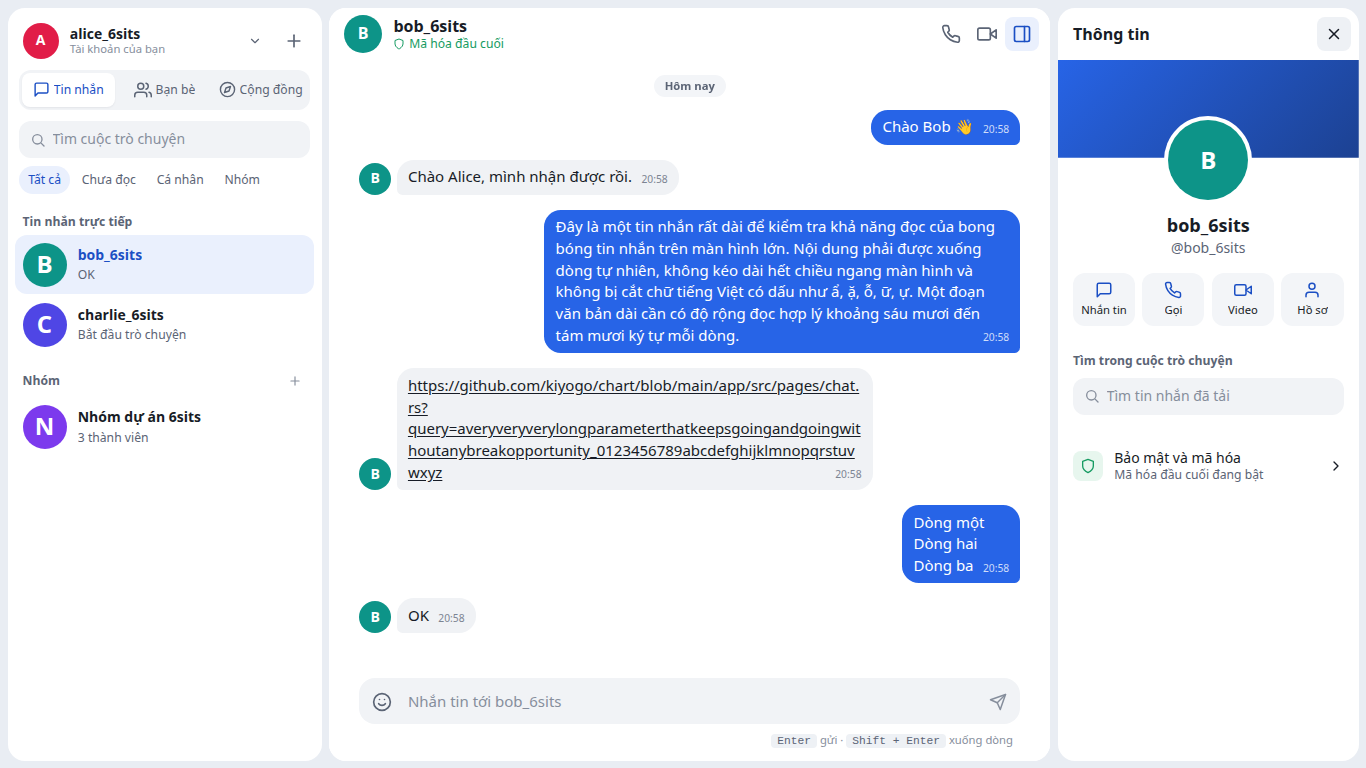 A
alice_6sits
Tài khoản của bạn
Tin nhắn
Bạn bè
Cộng đồng
Tìm cuộc trò chuyện
Tất cả
Chưa đọc
Cá nhân
Nhóm
Tin nhắn trực tiếp
B
bob_6sits
OK
C
charlie_6sits
Bắt đầu trò chuyện
Nhóm
N
Nhóm dự án 6sits
3 thành viên
B
bob_6sits
Mã hóa đầu cuối
Hôm nay
Chào Bob 👋 20:58
B
Chào Alice, mình nhận được rồi. 20:58
Đây là một tin nhắn rất dài để kiểm tra khả năng đọc của bong
bóng tin nhắn trên màn hình lớn. Nội dung phải được xuống
dòng tự nhiên, không kéo dài hết chiều ngang màn hình và
không bị cắt chữ tiếng Việt có dấu như ẩ, ặ, ỗ, ữ, ự. Một đoạn
văn bản dài cần có độ rộng đọc hợp lý khoảng sáu mươi đến
tám mươi ký tự mỗi dòng. 20:58
https://github.com/kiyogo/chart/blob/main/app/src/pages/chat.
rs?
query=averyveryverylongparameterthatkeepsgoingandgoingwit
houtanybreakopportunity_0123456789abcdefghijklmnopqrstuv
wxyz 20:58
B
Dòng một
Dòng hai
Dòng ba 20:58
B
OK 20:58
Nhắn tin tới bob_6sits
Enter gửi · Shift + Enter xuống dòng
Thông tin
B
bob_6sits
@bob_6sits
Nhắn tin
Gọi
Video
Hồ sơ
Tìm trong cuộc trò chuyện
Tìm tin nhắn đã tải
Bảo mật và mã hóa
Mã hóa đầu cuối đang bật